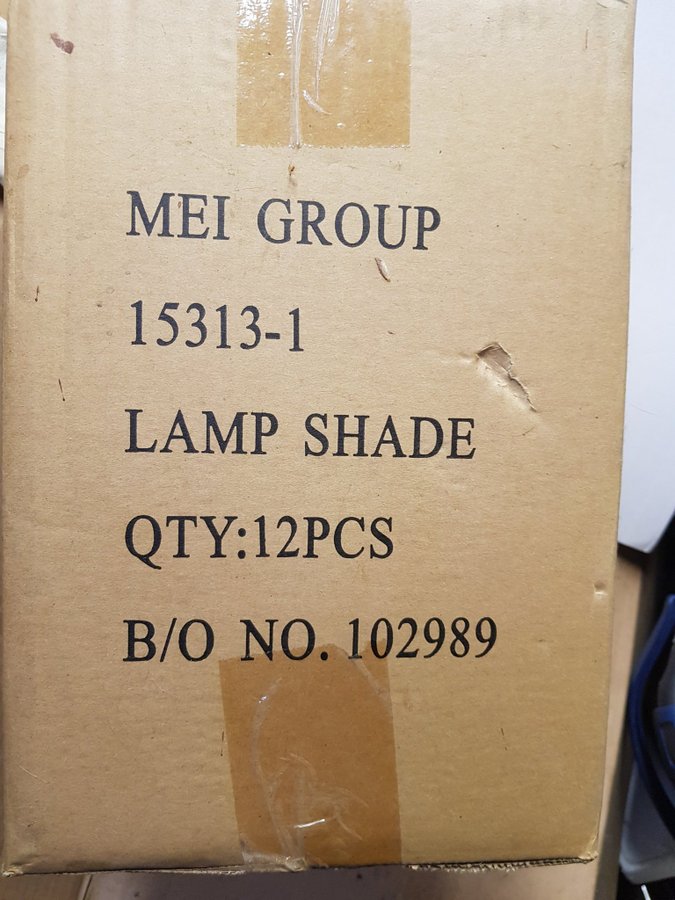 MEI GROUP
15313-1
LAMP SHADE
QTY:12PCS
B/O NO. 102989